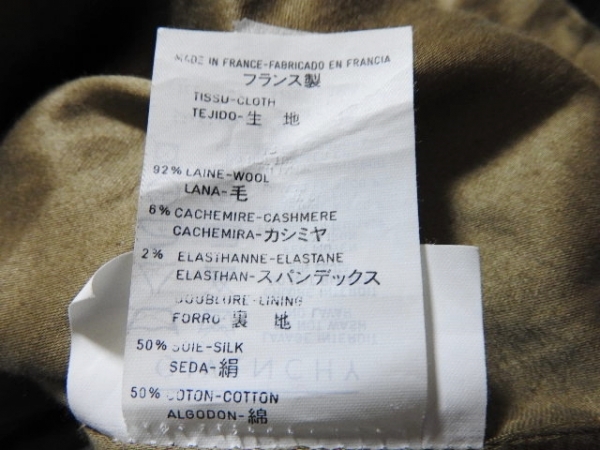 MADE IN FRANCE-FABRICADO EN FRANCIA
フランス製
TISSU-CLOTH
TEJIDO-生 地
92% LAINE-WOOL
LANA-毛
6% CACHEMIRE-CASHMERE
CACHEMIRA-カシミヤ
2% ELASTHANNE-ELASTANE
ELASTHAN-スパンデックス
DOUBLURE-LINING
FORRO-裏 地
50% SOIE-SILK
SEDA-絹
50% COTON-COTTON
ALGODON-綿